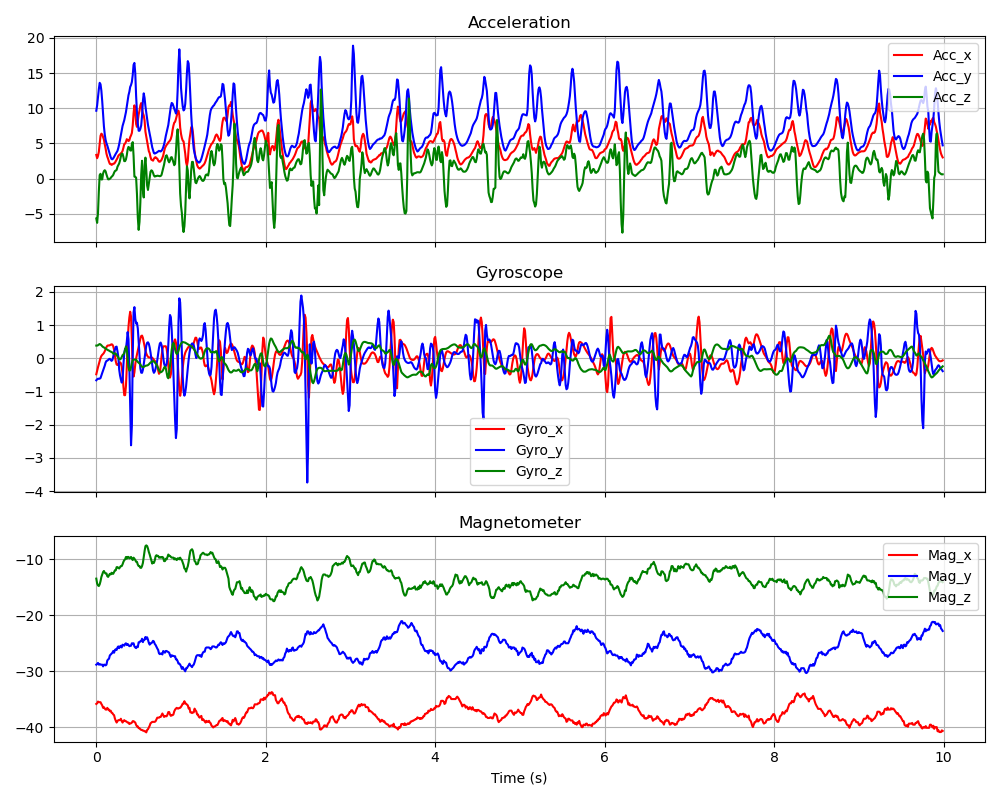 Acceleration
20
15
10
5
0
−5
Acc_x
Acc_y
Acc_z
Gyroscope
2
1
0
−1
−2
−3
−4
Gyro_x
Gyro_y
Gyro_z
Magnetometer
−10
−20
−30
−40
Mag_x
Mag_y
Mag_z
0 2 4 6 8 10
Time (s)